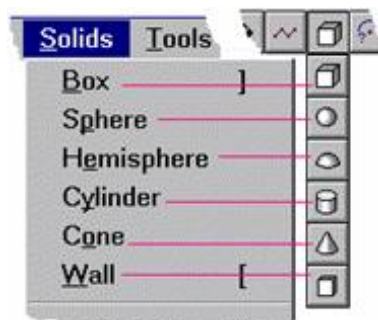 Solids Tools
Box ]
Sphere
Hemisphere
Cylinder
Cone
Wall [